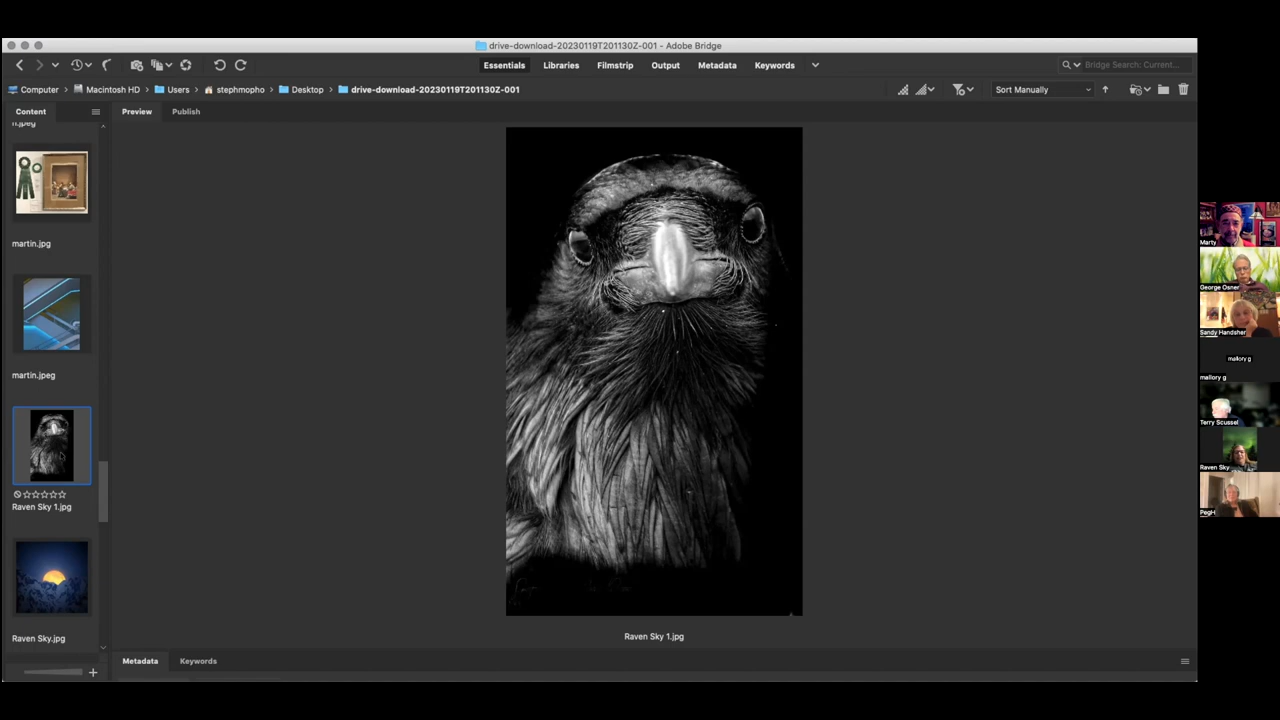 drive-download-20230119T201130Z-001 - Adobe Bridge
Essentials Libraries Filmstrip Output Metadata Keywords
Bridge Search: Current...
Computer Macintosh HD Users stephmopho Desktop drive-download-20230119T201130Z-001
Sort Manually
Content
Preview Publish
martin.jpg
martin.jpeg
Raven Sky 1.jpg
Raven Sky.jpg
Raven Sky 1.jpg
Metadata Keywords
Marty
George Osner
Sandy Handsher
mallory g
mallory g
Terry Scussel
Raven Sky
PegH